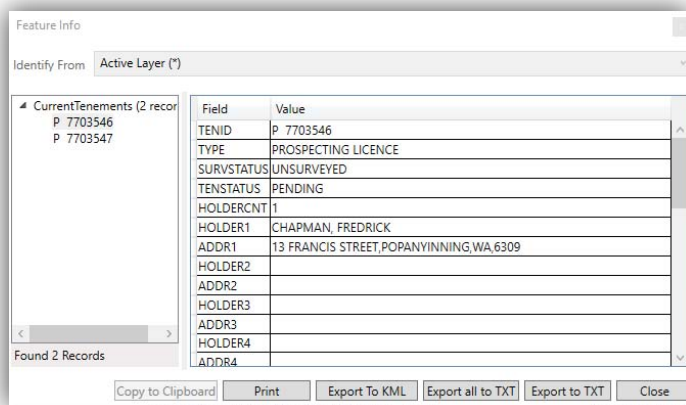 Feature Info
Identify From Active Layer (*)
CurrentTenements (2 recor
P 7703546
P 7703547
Found 2 Records
Field Value
TENID P 7703546
TYPE PROSPECTING LICENCE
SURVSTATUS UNSURVEYED
TENSTATUS PENDING
HOLDERCNT 1
HOLDER1 CHAPMAN, FREDRICK
ADDR1 13 FRANCIS STREET,POPANYINNING,WA,6309
HOLDER2
ADDR2
HOLDER3
ADDR3
HOLDER4
ADDR4
Copy to Clipboard Print Export To KML Export all to TXT Export to TXT Close